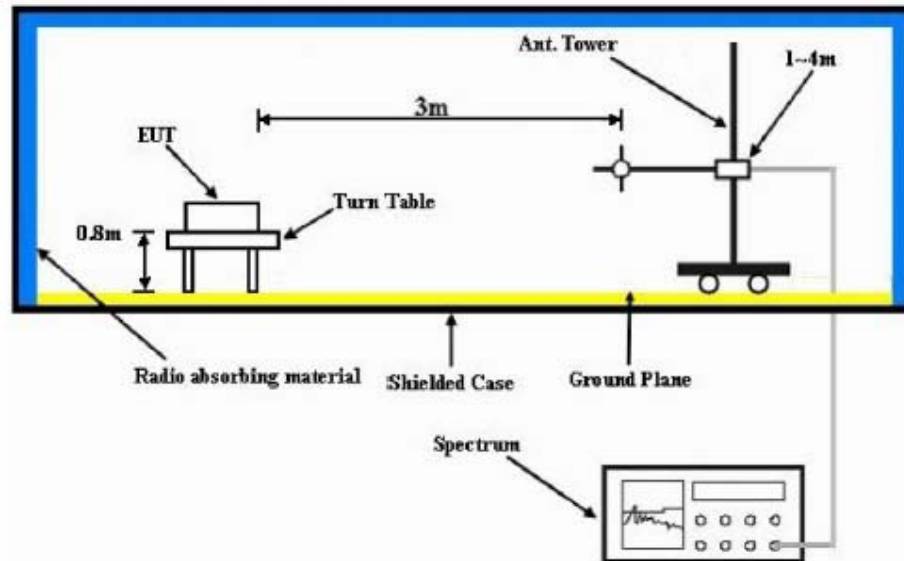 Ant. Tower
1~4m
3m
EUT
Turn Table
0.8m
Radio absorbing material
Shielded Case
Ground Plane
Spectrum